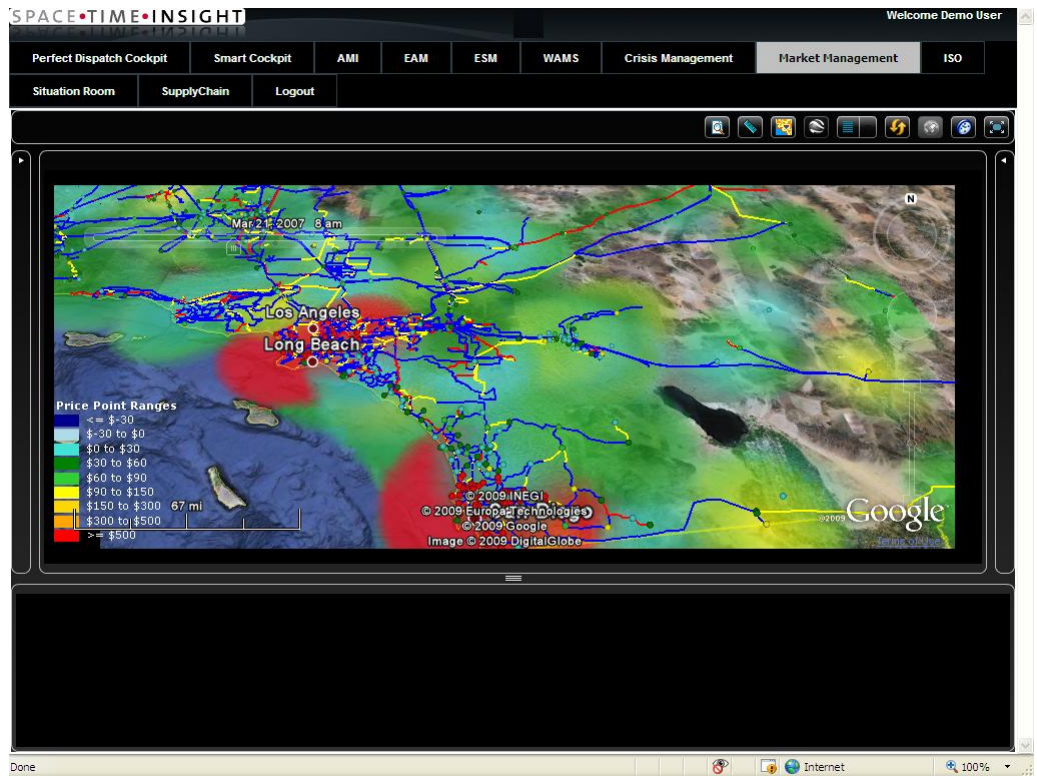 SPACE•TIME•INSIGHT
Welcome Demo User
Perfect Dispatch Cockpit
Smart Cockpit
AMI
EAM
ESM
WAMS
Crisis Management
Market Management
ISO
Situation Room
SupplyChain
Logout
N
Mar 21, 2007 8 am
Los Angeles
Long Beach
Price Point Ranges
<= $-30
$-30 to $0
$0 to $30
$30 to $60
$60 to $90
$90 to $150
$150 to $300
$300 to $500
>= $500
67 mi
© 2009 INEGI
© 2009 Europa Technologies
© 2009 Google
Image © 2009 DigitalGlobe
©2009 Google
Terms of Use
Done
Internet
100%